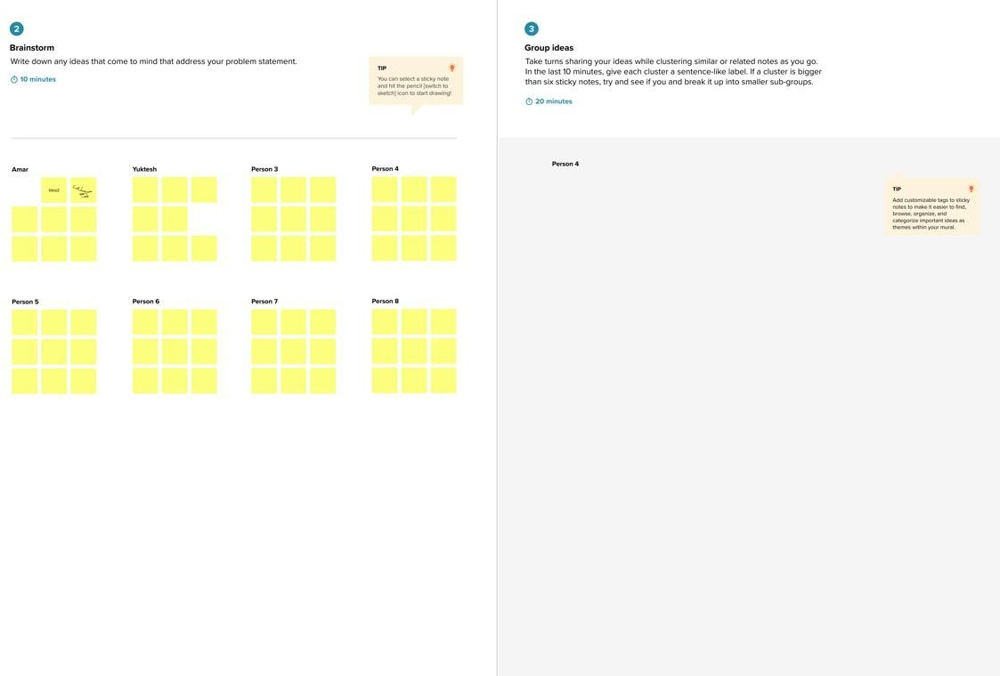 2
Brainstorm
Write down any ideas that come to mind that address your problem statement.
10 minutes
TIP
You can select a sticky note
and hit the pencil [switch to
sketch] icon to start drawing!
Amar
Yuktesh
Person 3
Person 4
Person 5
Person 6
Person 7
Person 8
3
Group ideas
Take turns sharing your ideas while clustering similar or related notes as you go.
In the last 10 minutes, give each cluster a sentence-like label. If a cluster is bigger
than six sticky notes, try and see if you and break it up into smaller sub-groups.
20 minutes
Person 4
TIP
Add customizable tags to sticky
notes to make it easier to find,
browse, organize, and
categorize important ideas as
themes within your mural.